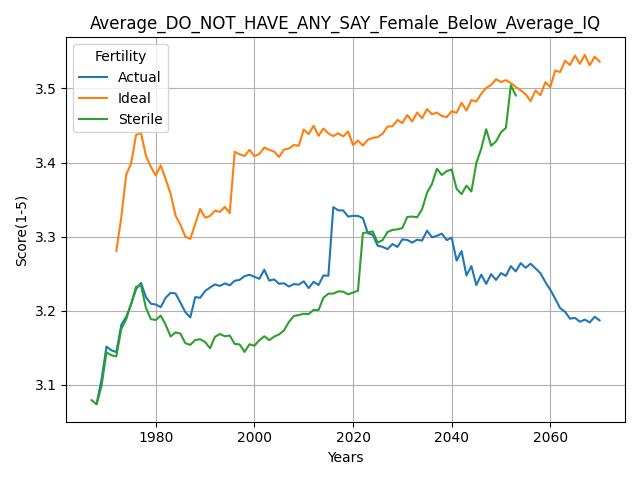 Average_DO_NOT_HAVE_ANY_SAY_Female_Below_Average_IQ
Fertility
Actual
Ideal
Sterile
Score(1-5)
3.5
3.4
3.3
3.2
3.1
1980 2000 2020 2040 2060
Years